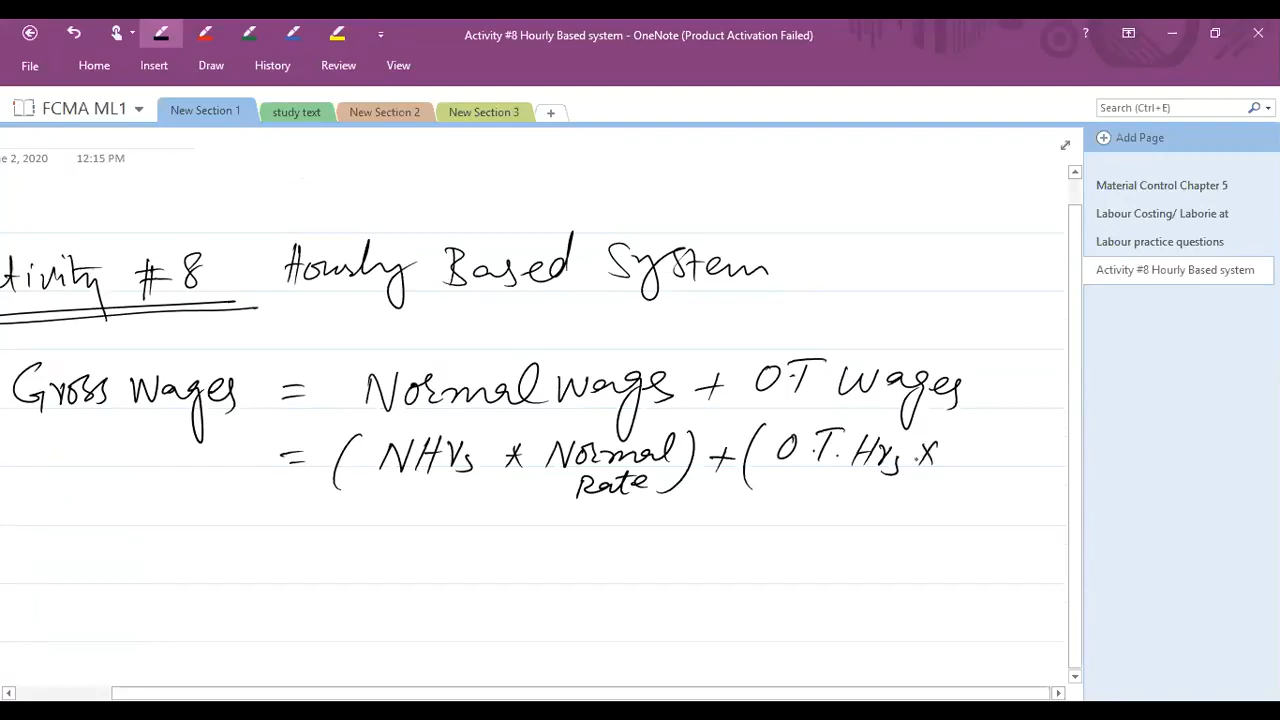 Activity #8 Hourly Based system - OneNote (Product Activation Failed)
?
File Home Insert Draw History Review View
FCMA ML1 New Section 1 study text New Section 2 New Section 3 +
Search (Ctrl+E)
Add Page
Material Control Chapter 5
Labour Costing/ Laborie at
Labour practice questions
Activity #8 Hourly Based system
ne 2, 2020 12:15 PM
tivity #8 Hourly Based System
Gross Wages = Normal Wages + O.T Wages
= ( NHrs * Normal Rate ) + ( O.T. Hrs. x